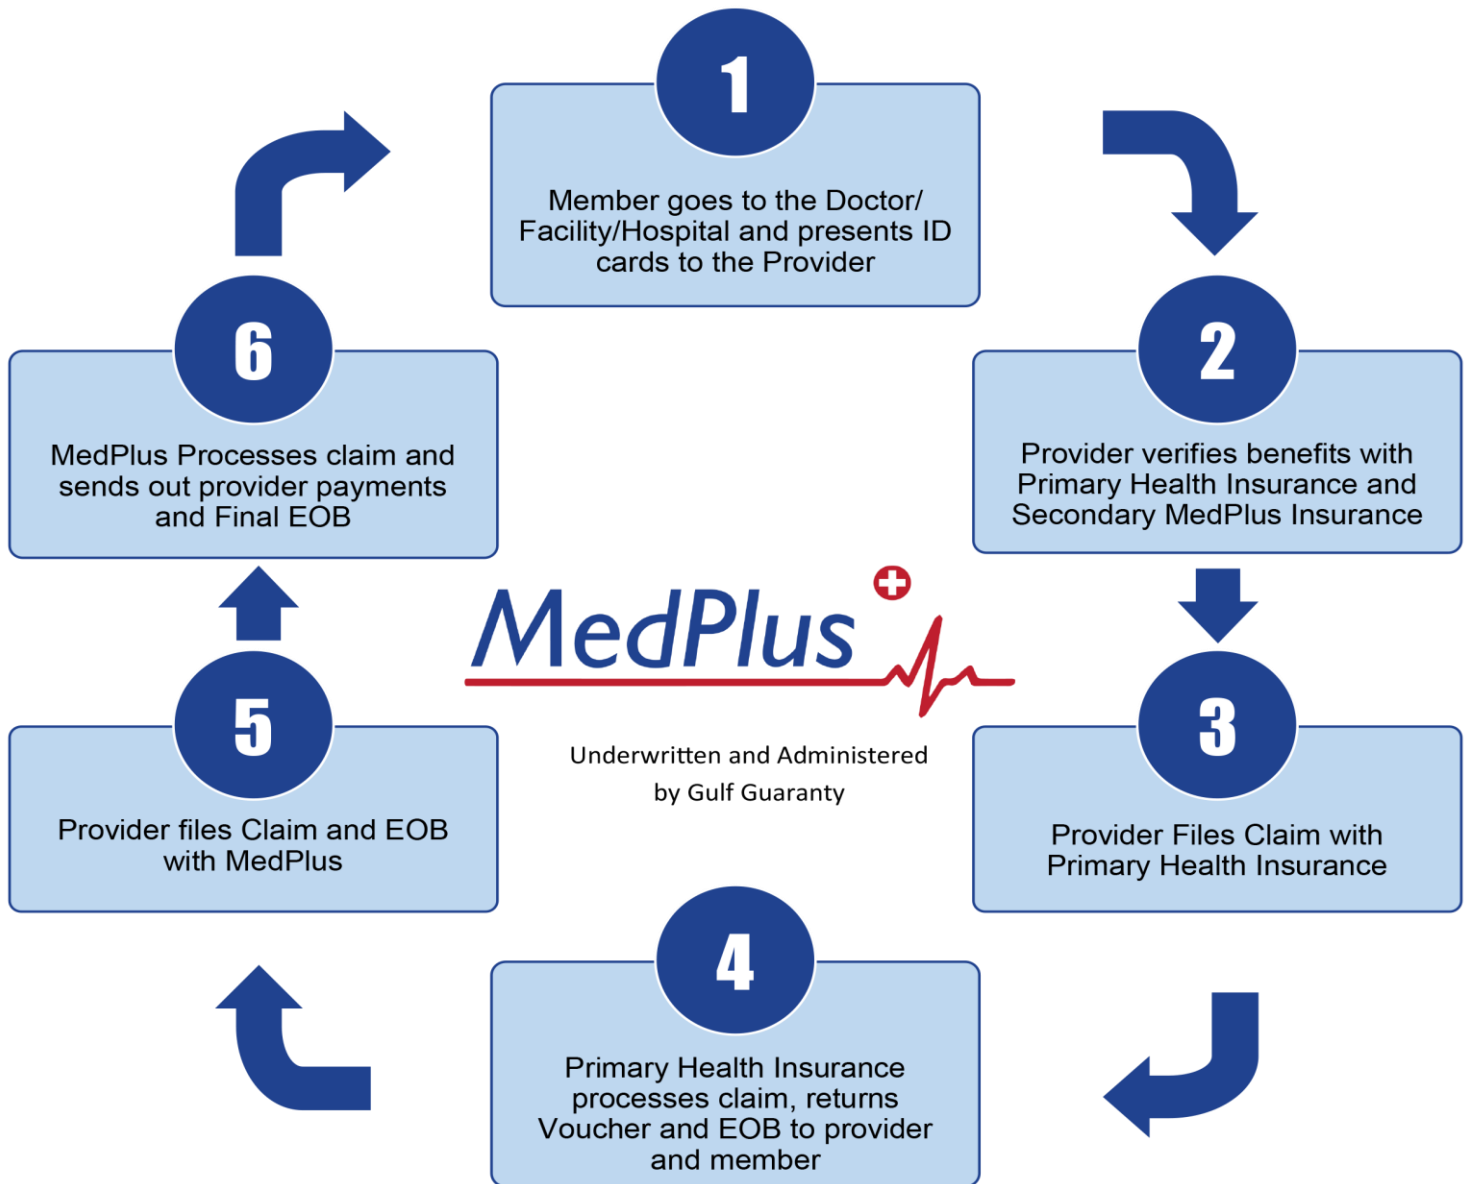 1
Member goes to the Doctor/
Facility/Hospital and presents ID
cards to the Provider
2
Provider verifies benefits with
Primary Health Insurance and
Secondary MedPlus Insurance
3
Provider Files Claim with
Primary Health Insurance
4
Primary Health Insurance
processes claim, returns
Voucher and EOB to provider
and member
5
Provider files Claim and EOB
with MedPlus
6
MedPlus Processes claim and
sends out provider payments
and Final EOB
MedPlus
Underwritten and Administered
by Gulf Guaranty